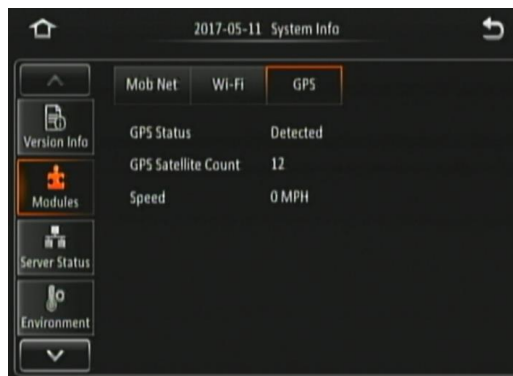 2017-05-11 System Info
Mob Net Wi-Fi GPS
Version Info
Modules
Server Status
Environment
GPS Status Detected
GPS Satellite Count 12
Speed 0 MPH